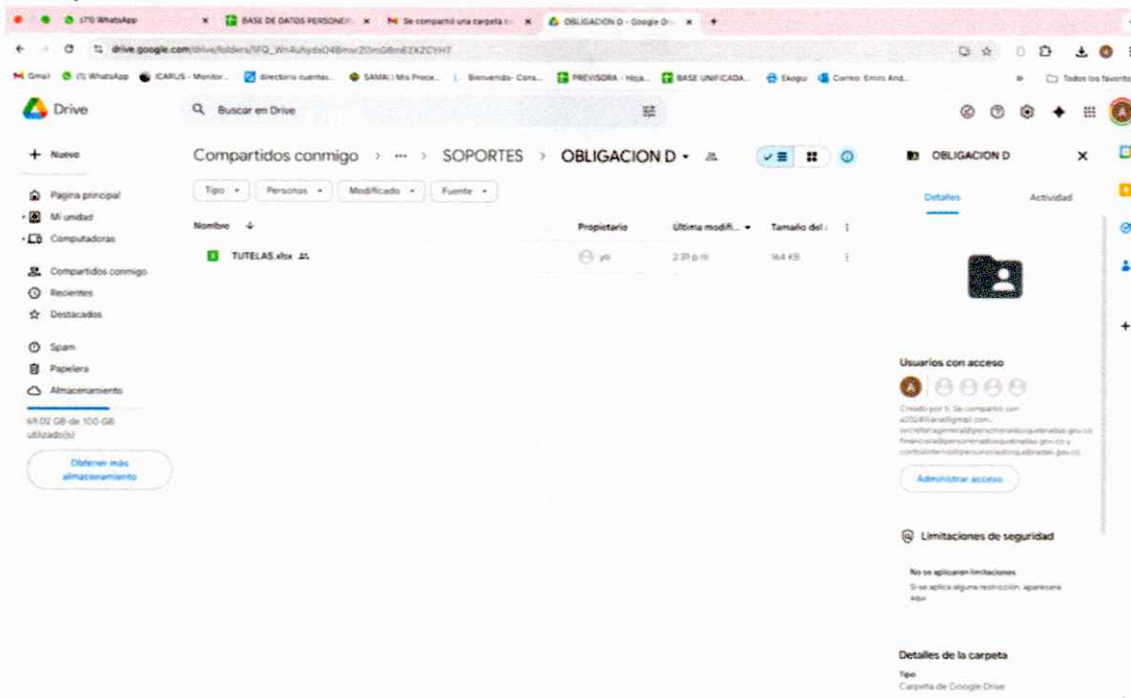 (71) WhatsApp
BASE DE DATOS PERSONER
Se compartió una carpeta
OBLIGACION D - Google Dr
drive.google.com/drive/folders/
Gmail
(1) WhatsApp
ICARUS - Monitor...
directorio cuentas...
SAMAI | Mis Proce...
Bienvenido- Cons...
PREVISORA - Hoja...
BASE UNIFICADA...
Ekogui
Correo: Emiro And...
Todos los favorito
Drive
Buscar en Drive
Nuevo
Página principal
Mi unidad
Computadoras
Compartidos conmigo
Recientes
Destacados
Spam
Papelera
Almacenamiento
69.02 GB de 100 GB
utilizado(s)
Obtener más
almacenamiento
Compartidos conmigo > ... > SOPORTES > OBLIGACION D
Tipo
Personas
Modificado
Fuente
Nombre
Propietario
Última modifi...
Tamaño del
TUTELAS.xlsx
yo
2:31 p.m.
164 KB
OBLIGACION D
Detalles
Actividad
Usuarios con acceso
Creado por ti. Se compartió con
Administrar acceso
Limitaciones de seguridad
No se aplicaron limitaciones
Si se aplica alguna restricción, aparecerá
aquí
Detalles de la carpeta
Tipo
Carpeta de Google Drive